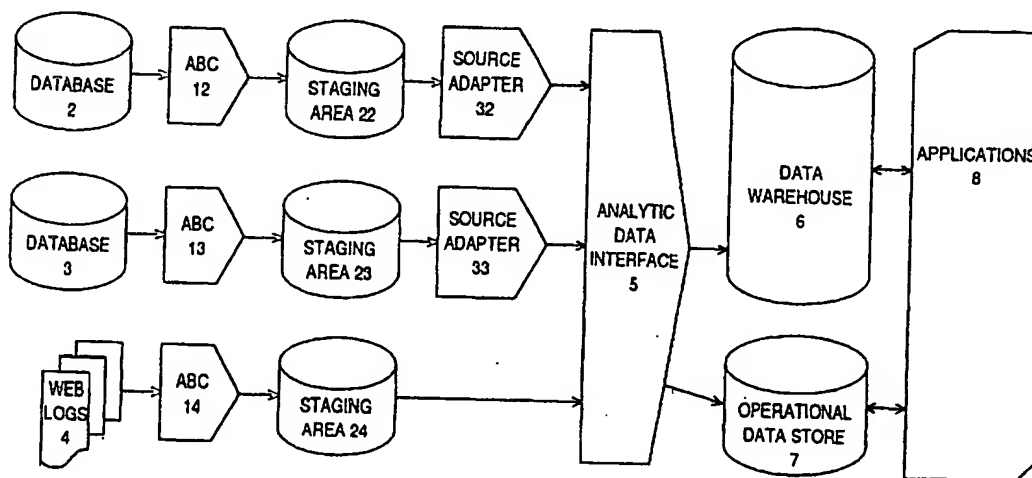 DATABASE
2
ABC
12
STAGING
AREA 22
SOURCE
ADAPTER
32
DATABASE
3
ABC
13
STAGING
AREA 23
SOURCE
ADAPTER
33
WEB
LOGS
4
ABC
14
STAGING
AREA 24
ANALYTIC
DATA
INTERFACE
5
DATA
WAREHOUSE
6
OPERATIONAL
DATA STORE
7
APPLICATIONS
8